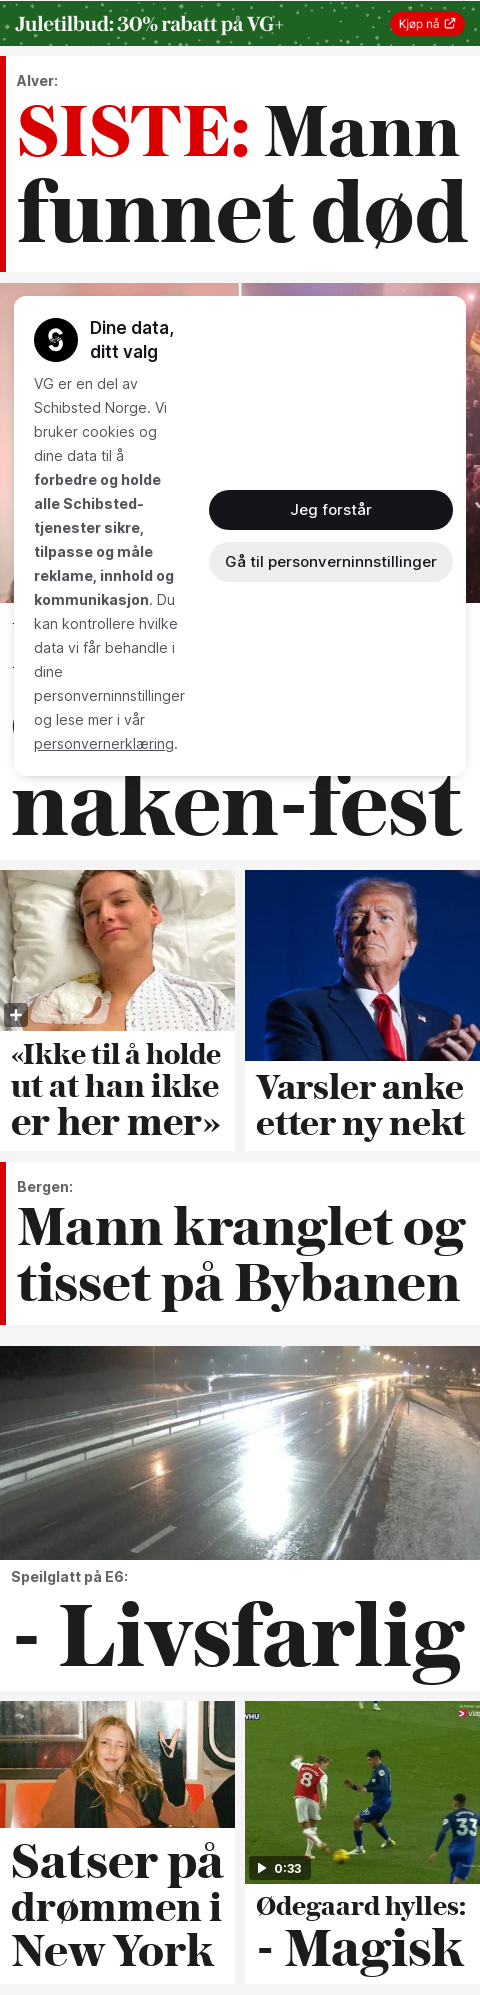 Juletilbud: 30% rabatt på VG+
Kjøp nå
Alver:
SISTE: Mann
funnet død
Dine data,
ditt valg
VG er en del av
Schibsted Norge. Vi
bruker cookies og
dine data til å
forbedre og holde
alle Schibsted-
tjenester sikre,
tilpasse og måle
reklame, innhold og
kommunikasjon. Du
kan kontrollere hvilke
data vi får behandle i
dine
personverninnstillinger
og lese mer i vår
personvernerklæring.
Jeg forstår
Gå til personverninnstillinger
naken-fest
«Ikke til å holde
ut at han ikke
er her mer»
Varsler anke
etter ny nekt
Bergen:
Mann kranglet og
tisset på Bybanen
Speilglatt på E6:
- Livsfarlig
Satser på
drømmen i
New York
WHU
8
33
0:33
Ødegaard hylles:
- Magisk